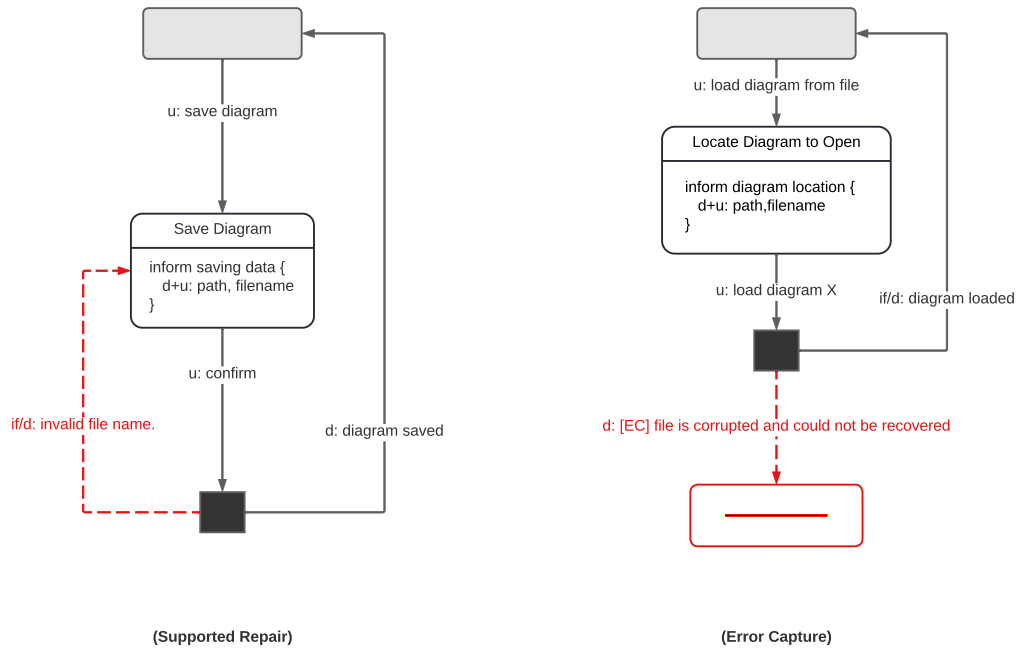 u: save diagram
Save Diagram
inform saving data {
d+u: path, filename
}
u: confirm
if/d: invalid file name.
d: diagram saved
(Supported Repair)
u: load diagram from file
Locate Diagram to Open
inform diagram location {
d+u: path,filename
}
u: load diagram X
if/d: diagram loaded
d: [EC] file is corrupted and could not be recovered
(Error Capture)